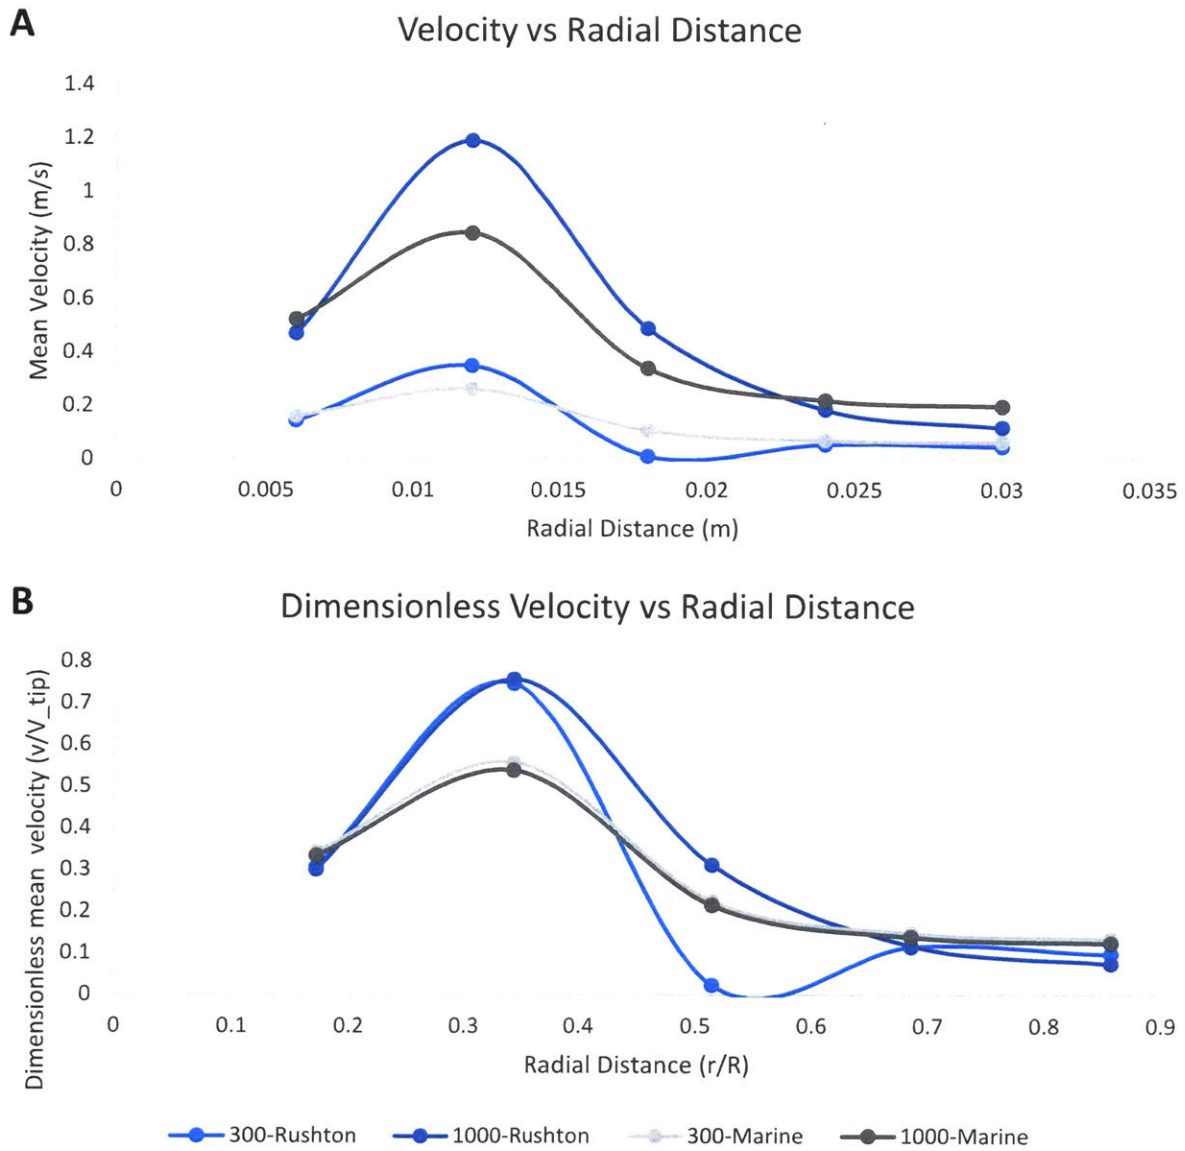 A
Velocity vs Radial Distance
1.4
1.2
1
0.8
0.6
0.4
0.2
0
Mean Velocity (m/s)
0 0.005 0.01 0.015 0.02 0.025 0.03 0.035
Radial Distance (m)
B
Dimensionless Velocity vs Radial Distance
0.8
0.7
0.6
0.5
0.4
0.3
0.2
0.1
0
Dimensionless mean velocity (v/V_tip)
0 0.1 0.2 0.3 0.4 0.5 0.6 0.7 0.8 0.9
Radial Distance (r/R)
300-Rushton 1000-Rushton 300-Marine 1000-Marine